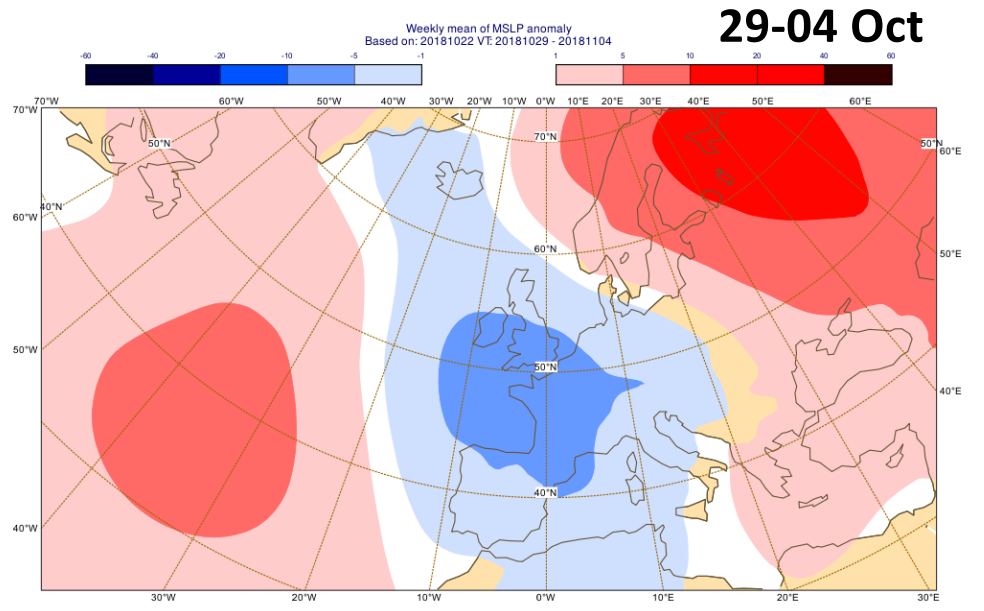 29-04 Oct
Weekly mean of MSLP anomaly
Based on: 20181022 VT: 20181029 - 20181104
-60 -40 -20 -10 -5 -1 1 5 10 20 40 60
70°W 60°W 50°W 40°W 30°W 20°W 10°W 0°W 10°E 20°E 30°E 40°E 50°E 60°E
70°W
70°N
50°N
50°N
60°E
40°N
60°W
60°N
50°E
50°W
50°N
40°E
40°N
40°W
30°W 20°W 10°W 0°W 10°E 20°E 30°E